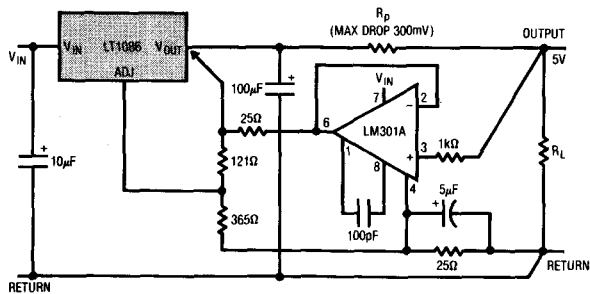 Rp
(MAX DROP 300mV)
OUTPUT
5V
VIN
VIN
LT1086
VOUT
ADJ
100µF
+
VIN
7
2
−
LM301A
6
25Ω
1
8
+
3
4
1kΩ
RL
+
10µF
121Ω
365Ω
100pF
+
5µF
25Ω
RETURN
RETURN